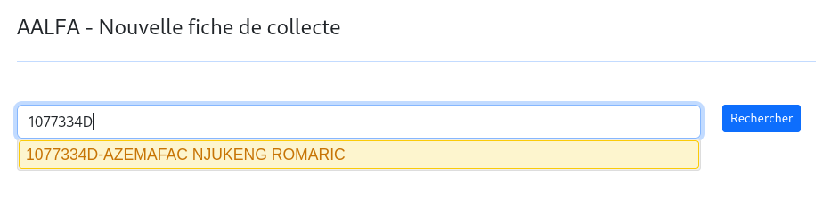 AALFA - Nouvelle fiche de collecte
1077334D
Rechercher
1077334D-AZEMAFAC NJUKENG ROMARIC